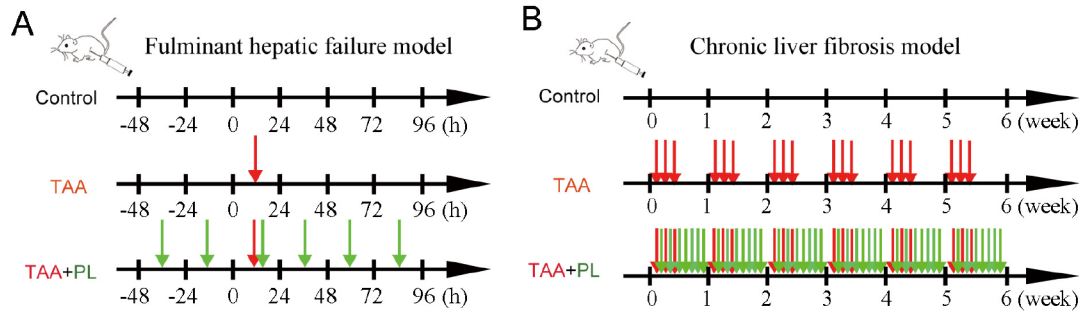 A
Fulminant hepatic failure model
Control
-48 -24 0 24 48 72 96 (h)
TAA
-48 -24 0 24 48 72 96 (h)
TAA+PL
-48 -24 0 24 48 72 96 (h)
B
Chronic liver fibrosis model
Control
0 1 2 3 4 5 6 (week)
TAA
0 1 2 3 4 5 6 (week)
TAA+PL
0 1 2 3 4 5 6 (week)